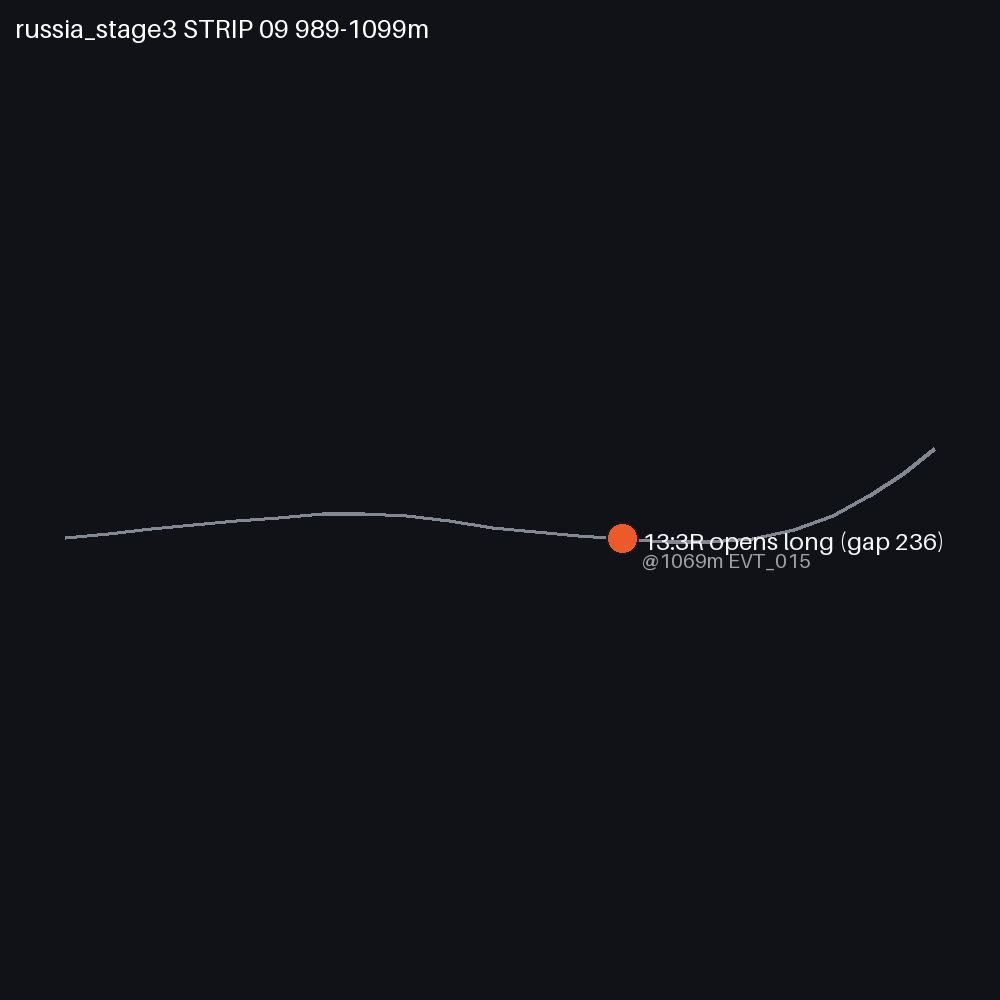 russia_stage3 STRIP 09 989-1099m
13:3R opens long (gap 236)
@1069m EVT_015